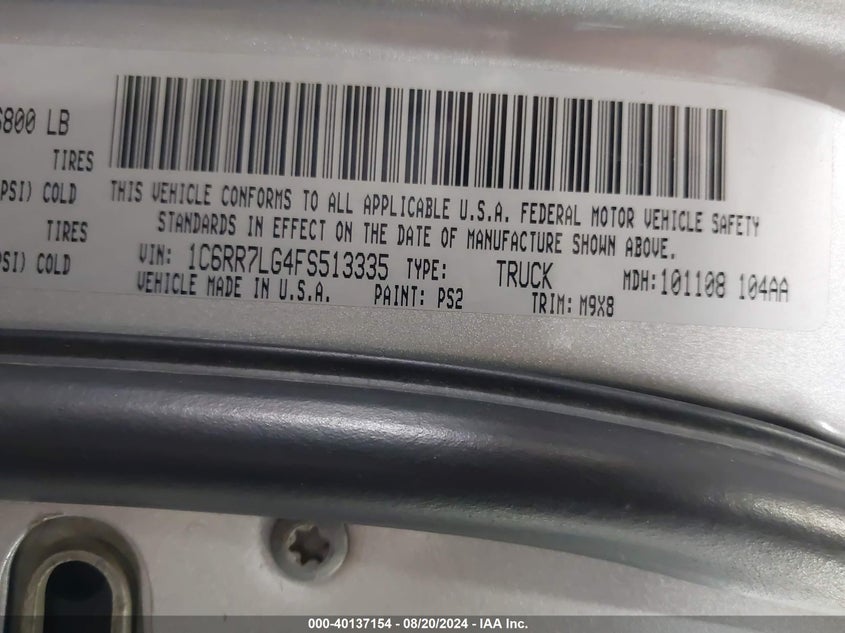 6800 LB
TIRES
PSI) COLD
TIRES
PSI) COLD
THIS VEHICLE CONFORMS TO ALL APPLICABLE U.S.A. FEDERAL MOTOR VEHICLE SAFETY
STANDARDS IN EFFECT ON THE DATE OF MANUFACTURE SHOWN ABOVE.
VIN: 1C6RR7LG4FS513335 TYPE: TRUCK MDH:101108 104AA
VEHICLE MADE IN U.S.A. PAINT: PS2 TRIM: M9X8
000-40137154 - 08/20/2024 - IAA Inc.